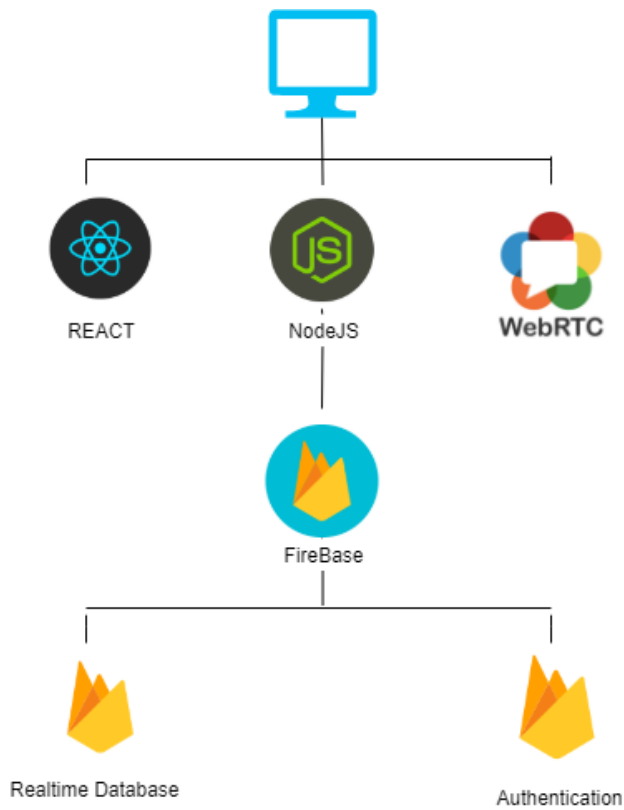 JS
REACT
NodeJS
WebRTC
FireBase
Realtime Database
Authentication